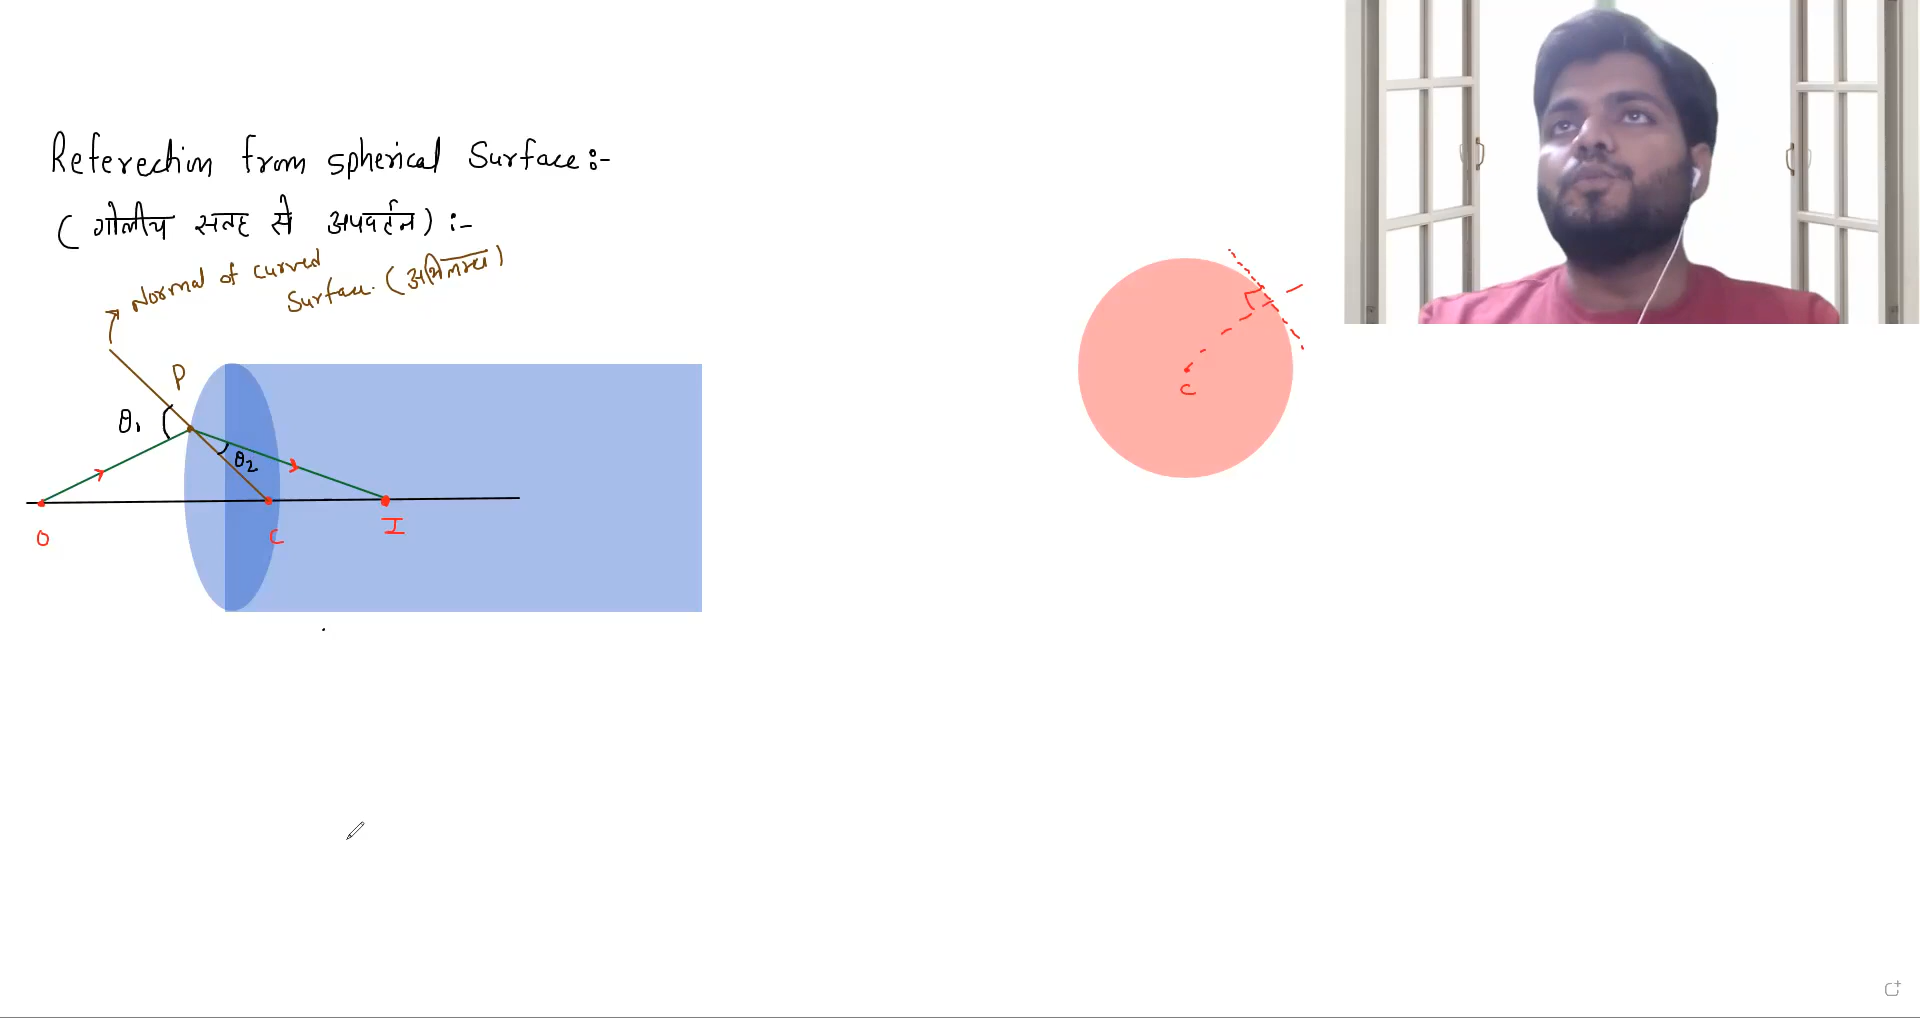 Referection from spherical Surface:-
( गोलीय सतह से अपवर्तन ) :-
Normal of curved
Surface. (अभिलम्ब)
P
θ1
θ2
O
C
I
C